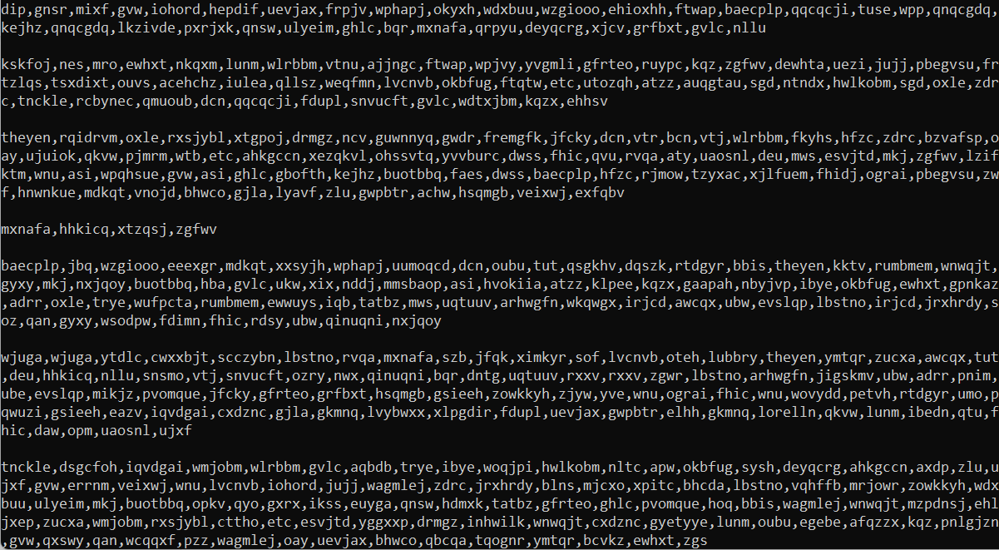 dip,gnsr,mixf,gvw,iohord,hepdif,uevjax,frpjv,wphapj,okyxh,wdxbuu,wzgiooo,ehioxhh,ftwap,baecplp,qqcqcji,tuse,wpp,qnqcgdq,
kejhz,qnqcgdq,lkzivde,pxrjxk,qnsw,ulyeim,ghlc,bqr,mxnafa,qrpyu,deyqcrg,xjcv,grfbxt,gvlc,nllu
kskfoj,nes,mro,ewhxt,nkqxm,lunm,wlrbbm,vtnu,ajjngc,ftwap,wpjvy,yvgmli,gfrteo,ruypc,kqz,zgfwv,dewhta,uezi,jujj,pbegvsu,fr
tzlqs,tsxdixt,ouvs,acehchz,iulea,qllsz,weqfmn,lvcnvb,okbfug,ftqtw,etc,utozqh,atzz,auqgtau,sgd,ntndx,hwlkobm,sgd,oxle,zdr
c,tnckle,rcbynec,qmuoub,dcn,qqcqcji,fdupl,snvucft,gvlc,wdtxjbm,kqzx,ehhsv
theyen,rqidrvm,oxle,rxsjybl,xtgpoj,drmgz,ncv,guwnnyq,gwdr,fremgfk,jfcky,dcn,vtr,bcn,vtj,wlrbbm,fkyhs,hfzc,zdrc,bzvafsp,o
ay,ujuiok,qkvw,pjmrm,wtb,etc,ahkgccn,xezqkvl,ohssvtq,yvvburc,dwss,fhic,qvu,rvqa,aty,uaosnl,deu,mws,esvjtd,mkj,zgfwv,lzif
ktm,wnu,asi,wpqhsue,gvw,asi,ghlc,gbofth,kejhz,buotbbq,faes,dwss,baecplp,hfzc,rjmow,tzyxac,xjlfuem,fhidj,ograi,pbegvsu,zw
f,hnwnkue,mdkqt,vnojd,bhwco,gjla,lyavf,zlu,gwpbtr,achw,hsqmgb,veixwj,exfqbv
mxnafa,hhkicq,xtzqsj,zgfwv
baecplp,jbq,wzgiooo,eeexgr,mdkqt,xxsyjh,wphapj,uumoqcd,dcn,oubu,tut,qsgkhv,dqszk,rtdgyr,bbis,theyen,kktv,rumbmem,wnwqjt,
gyxy,mkj,nxjqoy,buotbbq,hba,gvlc,ukw,xix,nddj,mmsbaop,asi,hvokiia,atzz,klpee,kqzx,gaapah,nbyjvp,ibye,okbfug,ewhxt,gpnkaz
,adrr,oxle,trye,wufpcta,rumbmem,ewwuys,iqb,tatbz,mws,uqtuuv,arhwgfn,wkqwgx,irjcd,awcqx,ubw,evslqp,lbstno,irjcd,jrxhrdy,s
oz,qan,gyxy,wsodpw,fdimn,fhic,rdsy,ubw,qinuqni,nxjqoy
wjuga,wjuga,ytdlc,cwxxbjt,scczybn,lbstno,rvqa,mxnafa,szb,jfqk,ximkyr,sof,lvcnvb,oteh,lubbry,theyen,ymtqr,zucxa,awcqx,tut
,deu,hhkicq,nllu,snsmo,vtj,snvucft,ozry,nwx,qinuqni,bqr,dntg,uqtuuv,rxxv,rxxv,zgwr,lbstno,arhwgfn,jigskmv,ubw,adrr,pnim,
ube,evslqp,mikjz,pvomque,jfcky,gfrteo,grfbxt,hsqmgb,gsieeh,zowkkyh,zjyw,yve,wnu,ograi,fhic,wnu,wovydd,petvh,rtdgyr,umo,p
qwuzi,gsieeh,eazv,iqvdgai,cxdznc,gjla,gkmnq,lvybwxx,xlpgdir,fdupl,uevjax,gwpbtr,elhh,gkmnq,lorelln,qkvw,lunm,ibedn,qtu,f
hic,daw,opm,uaosnl,ujxf
tnckle,dsgcfoh,iqvdgai,wmjobm,wlrbbm,gvlc,aqbdb,trye,ibye,woqjpi,hwlkobm,nltc,apw,okbfug,sysh,deyqcrg,ahkgccn,axdp,zlu,u
jxf,gvw,errnm,veixwj,wnu,lvcnvb,iohord,jujj,wagmlej,zdrc,jrxhrdy,blns,mjcxo,xpitc,bhcda,lbstno,vqhffb,mrjowr,zowkkyh,wdx
buu,ulyeim,mkj,buotbbq,opkv,qyo,gxrx,ikss,euyga,qnsw,hdmxk,tatbz,gfrteo,ghlc,pvomque,hoq,bbis,wagmlej,wnwqjt,mzpdnsj,ehl
jxep,zucxa,wmjobm,rxsjybl,cttho,etc,esvjtd,yggxxp,drmgz,inhwilk,wnwqjt,cxdznc,gyetyye,lunm,oubu,egebe,afqzzx,kqz,pnlgjzn
,gvw,qxswy,qan,wcqqxf,pzz,wagmlej,oay,uevjax,bhwco,qbcqa,tqognr,ymtqr,bcvkz,ewhxt,zgs